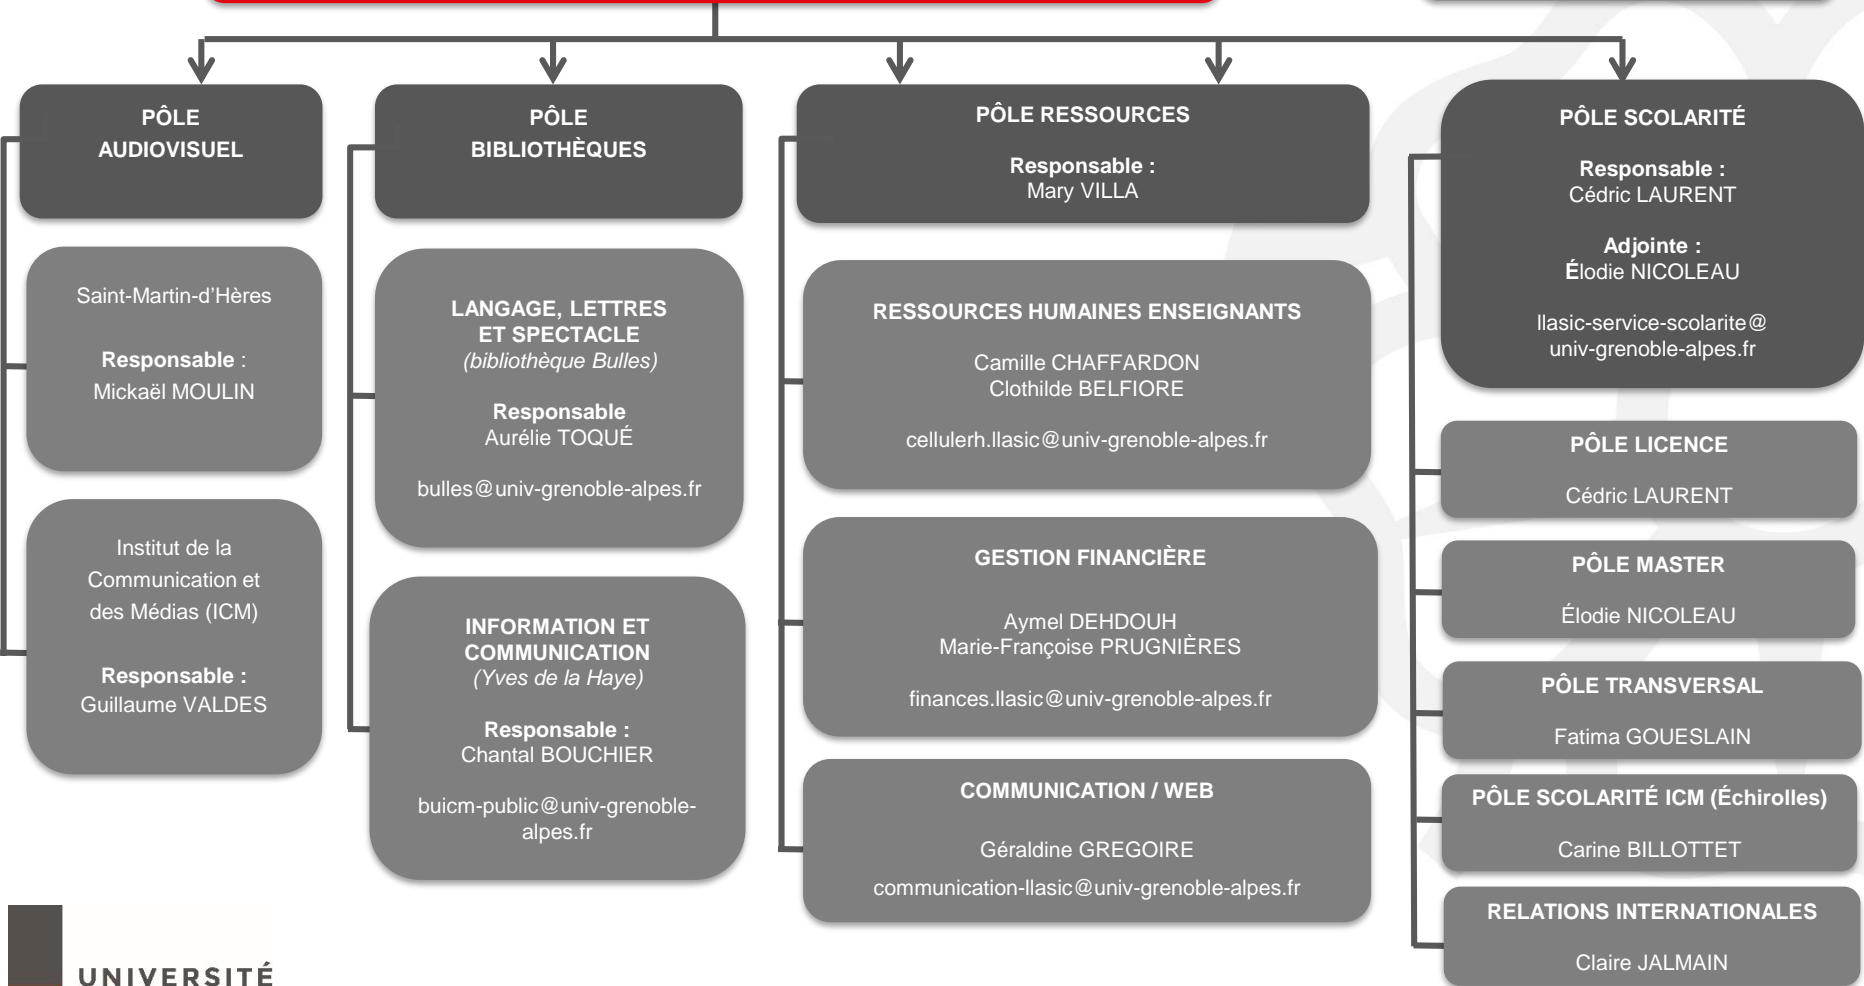 PÔLE
AUDIOVISUEL
Saint-Martin-d’Hères
Responsable :
Mickaël MOULIN
Institut de la
Communication et
des Médias (ICM)
Responsable :
Guillaume VALDES
PÔLE
BIBLIOTHÈQUES
LANGAGE, LETTRES
ET SPECTACLE
(bibliothèque Bulles)
Responsable
Aurélie TOQUÉ
bulles@univ-grenoble-alpes.fr
INFORMATION ET
COMMUNICATION
(Yves de la Haye)
Responsable :
Chantal BOUCHIER
buicm-public@univ-grenoble-
alpes.fr
PÔLE RESSOURCES
Responsable :
Mary VILLA
RESSOURCES HUMAINES ENSEIGNANTS
Camille CHAFFARDON
Clothilde BELFIORE
cellulerh.llasic@univ-grenoble-alpes.fr
GESTION FINANCIÈRE
Aymel DEHDOUH
Marie-Françoise PRUGNIÈRES
finances.llasic@univ-grenoble-alpes.fr
COMMUNICATION / WEB
Géraldine GREGOIRE
communication-llasic@univ-grenoble-alpes.fr
PÔLE SCOLARITÉ
Responsable :
Cédric LAURENT
Adjointe :
Élodie NICOLEAU
llasic-service-scolarite@
univ-grenoble-alpes.fr
PÔLE LICENCE
Cédric LAURENT
PÔLE MASTER
Élodie NICOLEAU
PÔLE TRANSVERSAL
Fatima GOUESLAIN
PÔLE SCOLARITÉ ICM (Échirolles)
Carine BILLOTTET
RELATIONS INTERNATIONALES
Claire JALMAIN
UNIVERSITÉ